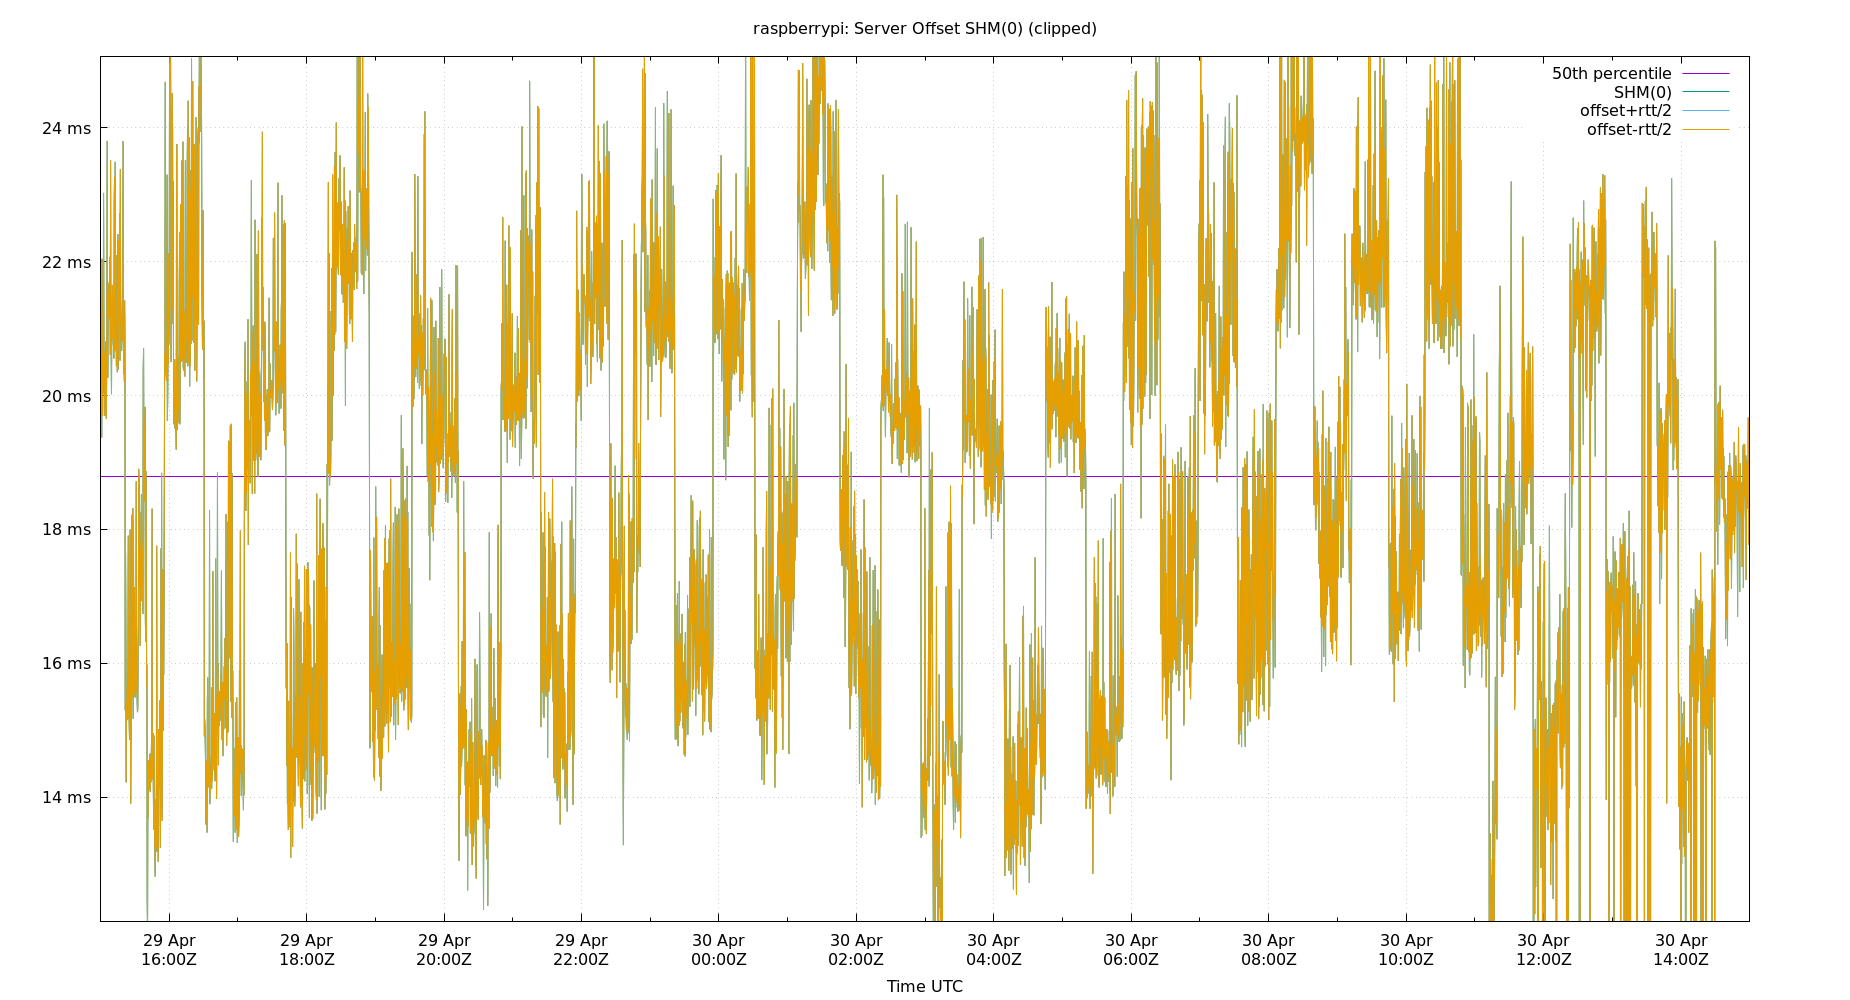 raspberrypi: Server Offset SHM(0) (clipped)
50th percentile
SHM(0)
offset+rtt/2
offset-rtt/2
24 ms
22 ms
20 ms
18 ms
16 ms
14 ms
29 Apr 29 Apr 29 Apr 29 Apr 30 Apr 30 Apr 30 Apr 30 Apr 30 Apr 30 Apr 30 Apr 30 Apr
16:00Z 18:00Z 20:00Z 22:00Z 00:00Z 02:00Z 04:00Z 06:00Z 08:00Z 10:00Z 12:00Z 14:00Z
Time UTC